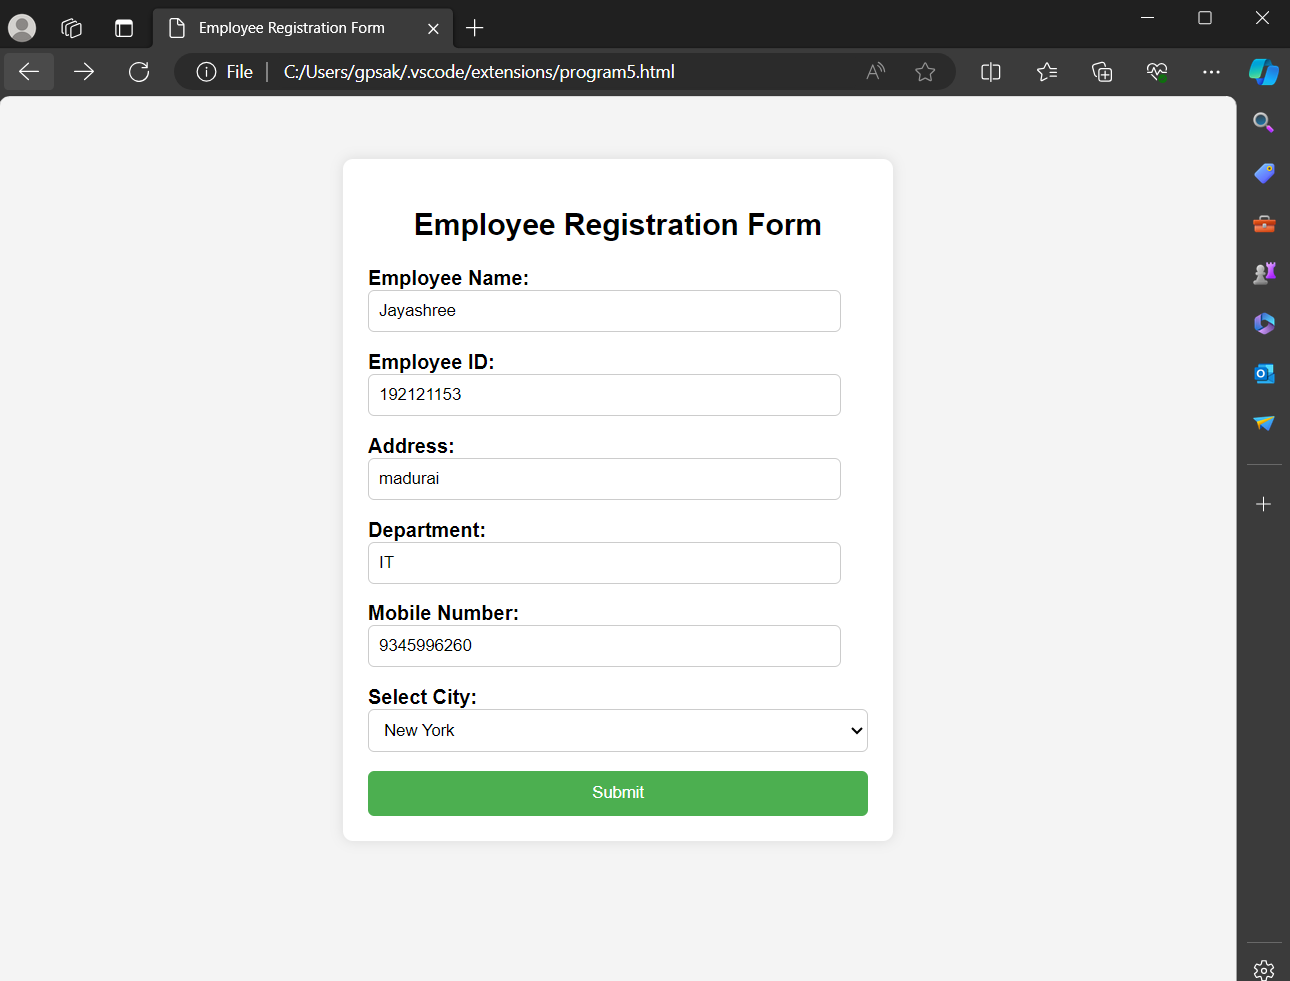 Employee Registration Form
File | C:/Users/gpsak/.vscode/extensions/program5.html
Employee Registration Form
Employee Name:
Jayashree
Employee ID:
192121153
Address:
madurai
Department:
IT
Mobile Number:
9345996260
Select City:
New York
Submit